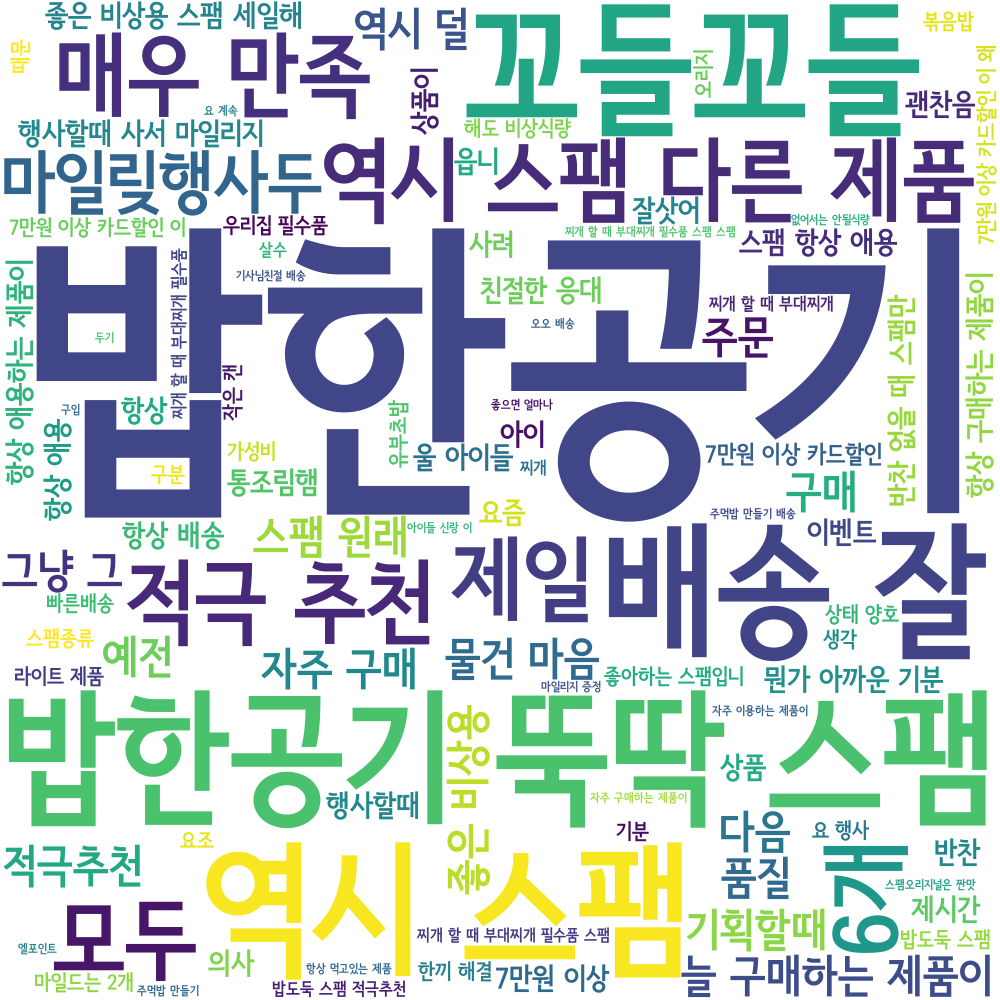 좋은 비상용 스팸 세일해
역시 덜
꼬들꼬들
볶음밥
때문
매우 만족
상품이
오리지
괜찮음
7만원 이상 카드할인 이 왜
요 계속
행사할때 사서 마일리지
해도 비상식량
마일릿행사두
역시 스팸 다른 제품
읍니
잘삿어
없어서는 안될식량
7만원 이상 카드할인 이
우리집 필수품
찌개 할 때 부대찌개 필수품 스팸 스팸
스팸 항상 애용
살수
사려
기사님친절 배송
친절한 응대
찌개 할 때 부대찌개
밥한공기
항상 애용하는 제품이
찌개 할 때 부대찌개 필수품
두기
오오 배송
주문
반찬 없을 때 스팸만
항상 구매하는 제품이
작은 캔
항상
구입
항상 애용
좋으면 얼마나
유부초밥
아이
가성비
울 아이들
7만원 이상 카드할인
구분
찌개
통조림햄
구매
요즘
주먹밥 만들기 배송
항상 배송
스팸 원래
아이들 신랑 이
이벤트
그냥 그
적극 추천
제일
배송 잘
빠른배송
상태 양호
스팸종류
예전
생각
라이트 제품
자주 구매
물건 마음
좋아하는 스팸입니
뭔가 아까운 기분
마일리지 증정
밥한공기
뚝딱 스팸
좋은 비상용
자주 이용하는 제품이
상품
행사할때
자주 구매하는 제품이
요조
기분
다음
요 행사
6개
반찬
적극추천
역시 스팸
품질
스팸오리지널은 짠맛
제시간
모두
찌개 할 때 부대찌개 필수품 스팸
기획할때
밥도둑 스팸
엘포인트
의사
항상 먹고있는 제품
한끼 해결
7만원 이상
늘 구매하는 제품이
마일드는 2개
주먹밥 만들기
밥도둑 스팸 적극추천